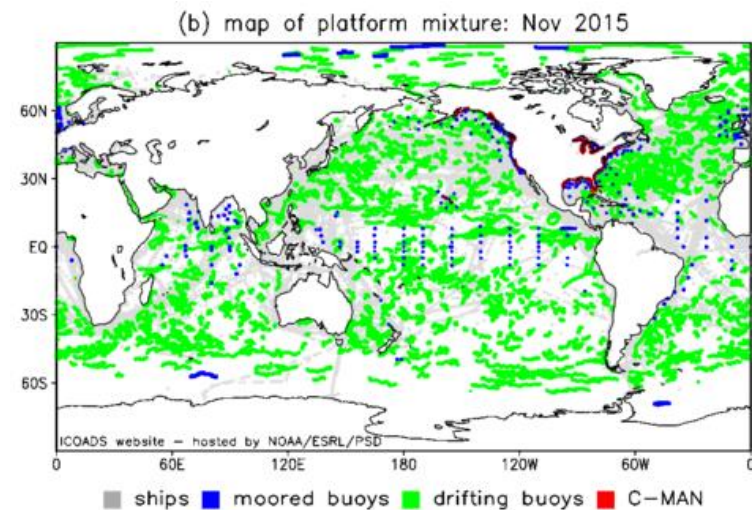 (b) map of platform mixture: Nov 2015
60N
30N
EQ
30S
60S
ICOADS website – hosted by NOAA/ESRL/PSD
0 60E 120E 180 120W 60W 0
ships moored buoys drifting buoys C-MAN